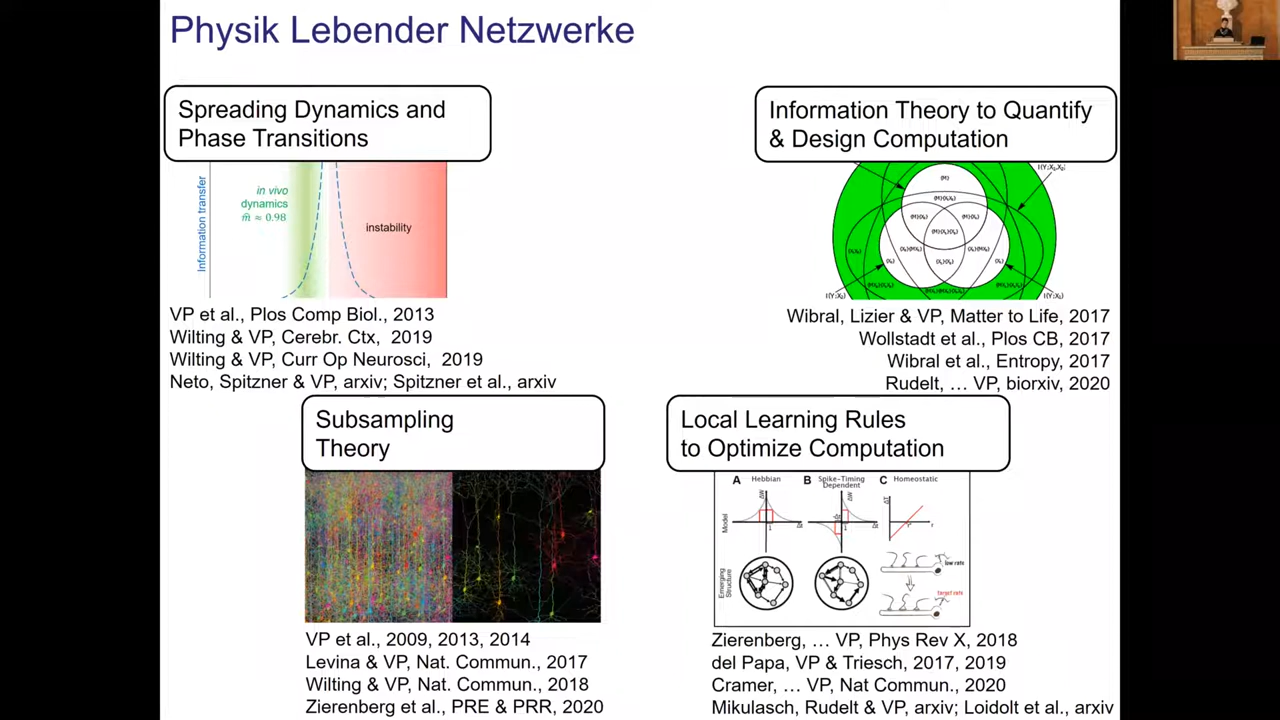 Physik Lebender Netzwerke
Spreading Dynamics and
Phase Transitions
Information transfer
in vivo
dynamics
m̂ ≈ 0.98
instability
VP et al., Plos Comp Biol., 2013
Wilting & VP, Cerebr. Ctx, 2019
Wilting & VP, Curr Op Neurosci, 2019
Neto, Spitzner & VP, arxiv; Spitzner et al., arxiv
Information Theory to Quantify
& Design Computation
Wibral, Lizier & VP, Matter to Life, 2017
Wollstadt et al., Plos CB, 2017
Wibral et al., Entropy, 2017
Rudelt, … VP, biorxiv, 2020
Subsampling
Theory
VP et al., 2009, 2013, 2014
Levina & VP, Nat. Commun., 2017
Wilting & VP, Nat. Commun., 2018
Zierenberg et al., PRE & PRR, 2020
Local Learning Rules
to Optimize Computation
A Hebbian
B Spike-Timing
Dependent
C Homeostatic
Model
Emerging
Structure
low rate
target rate
Zierenberg, … VP, Phys Rev X, 2018
del Papa, VP & Triesch, 2017, 2019
Cramer, … VP, Nat Commun., 2020
Mikulasch, Rudelt & VP, arxiv; Loidolt et al., arxiv